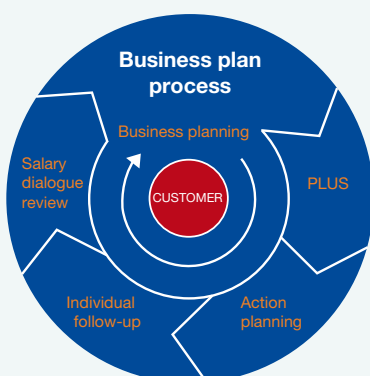 Business plan
process
Business planning
Salary
dialogue
review
CUSTOMER
PLUS
Individual
follow-up
Action
planning